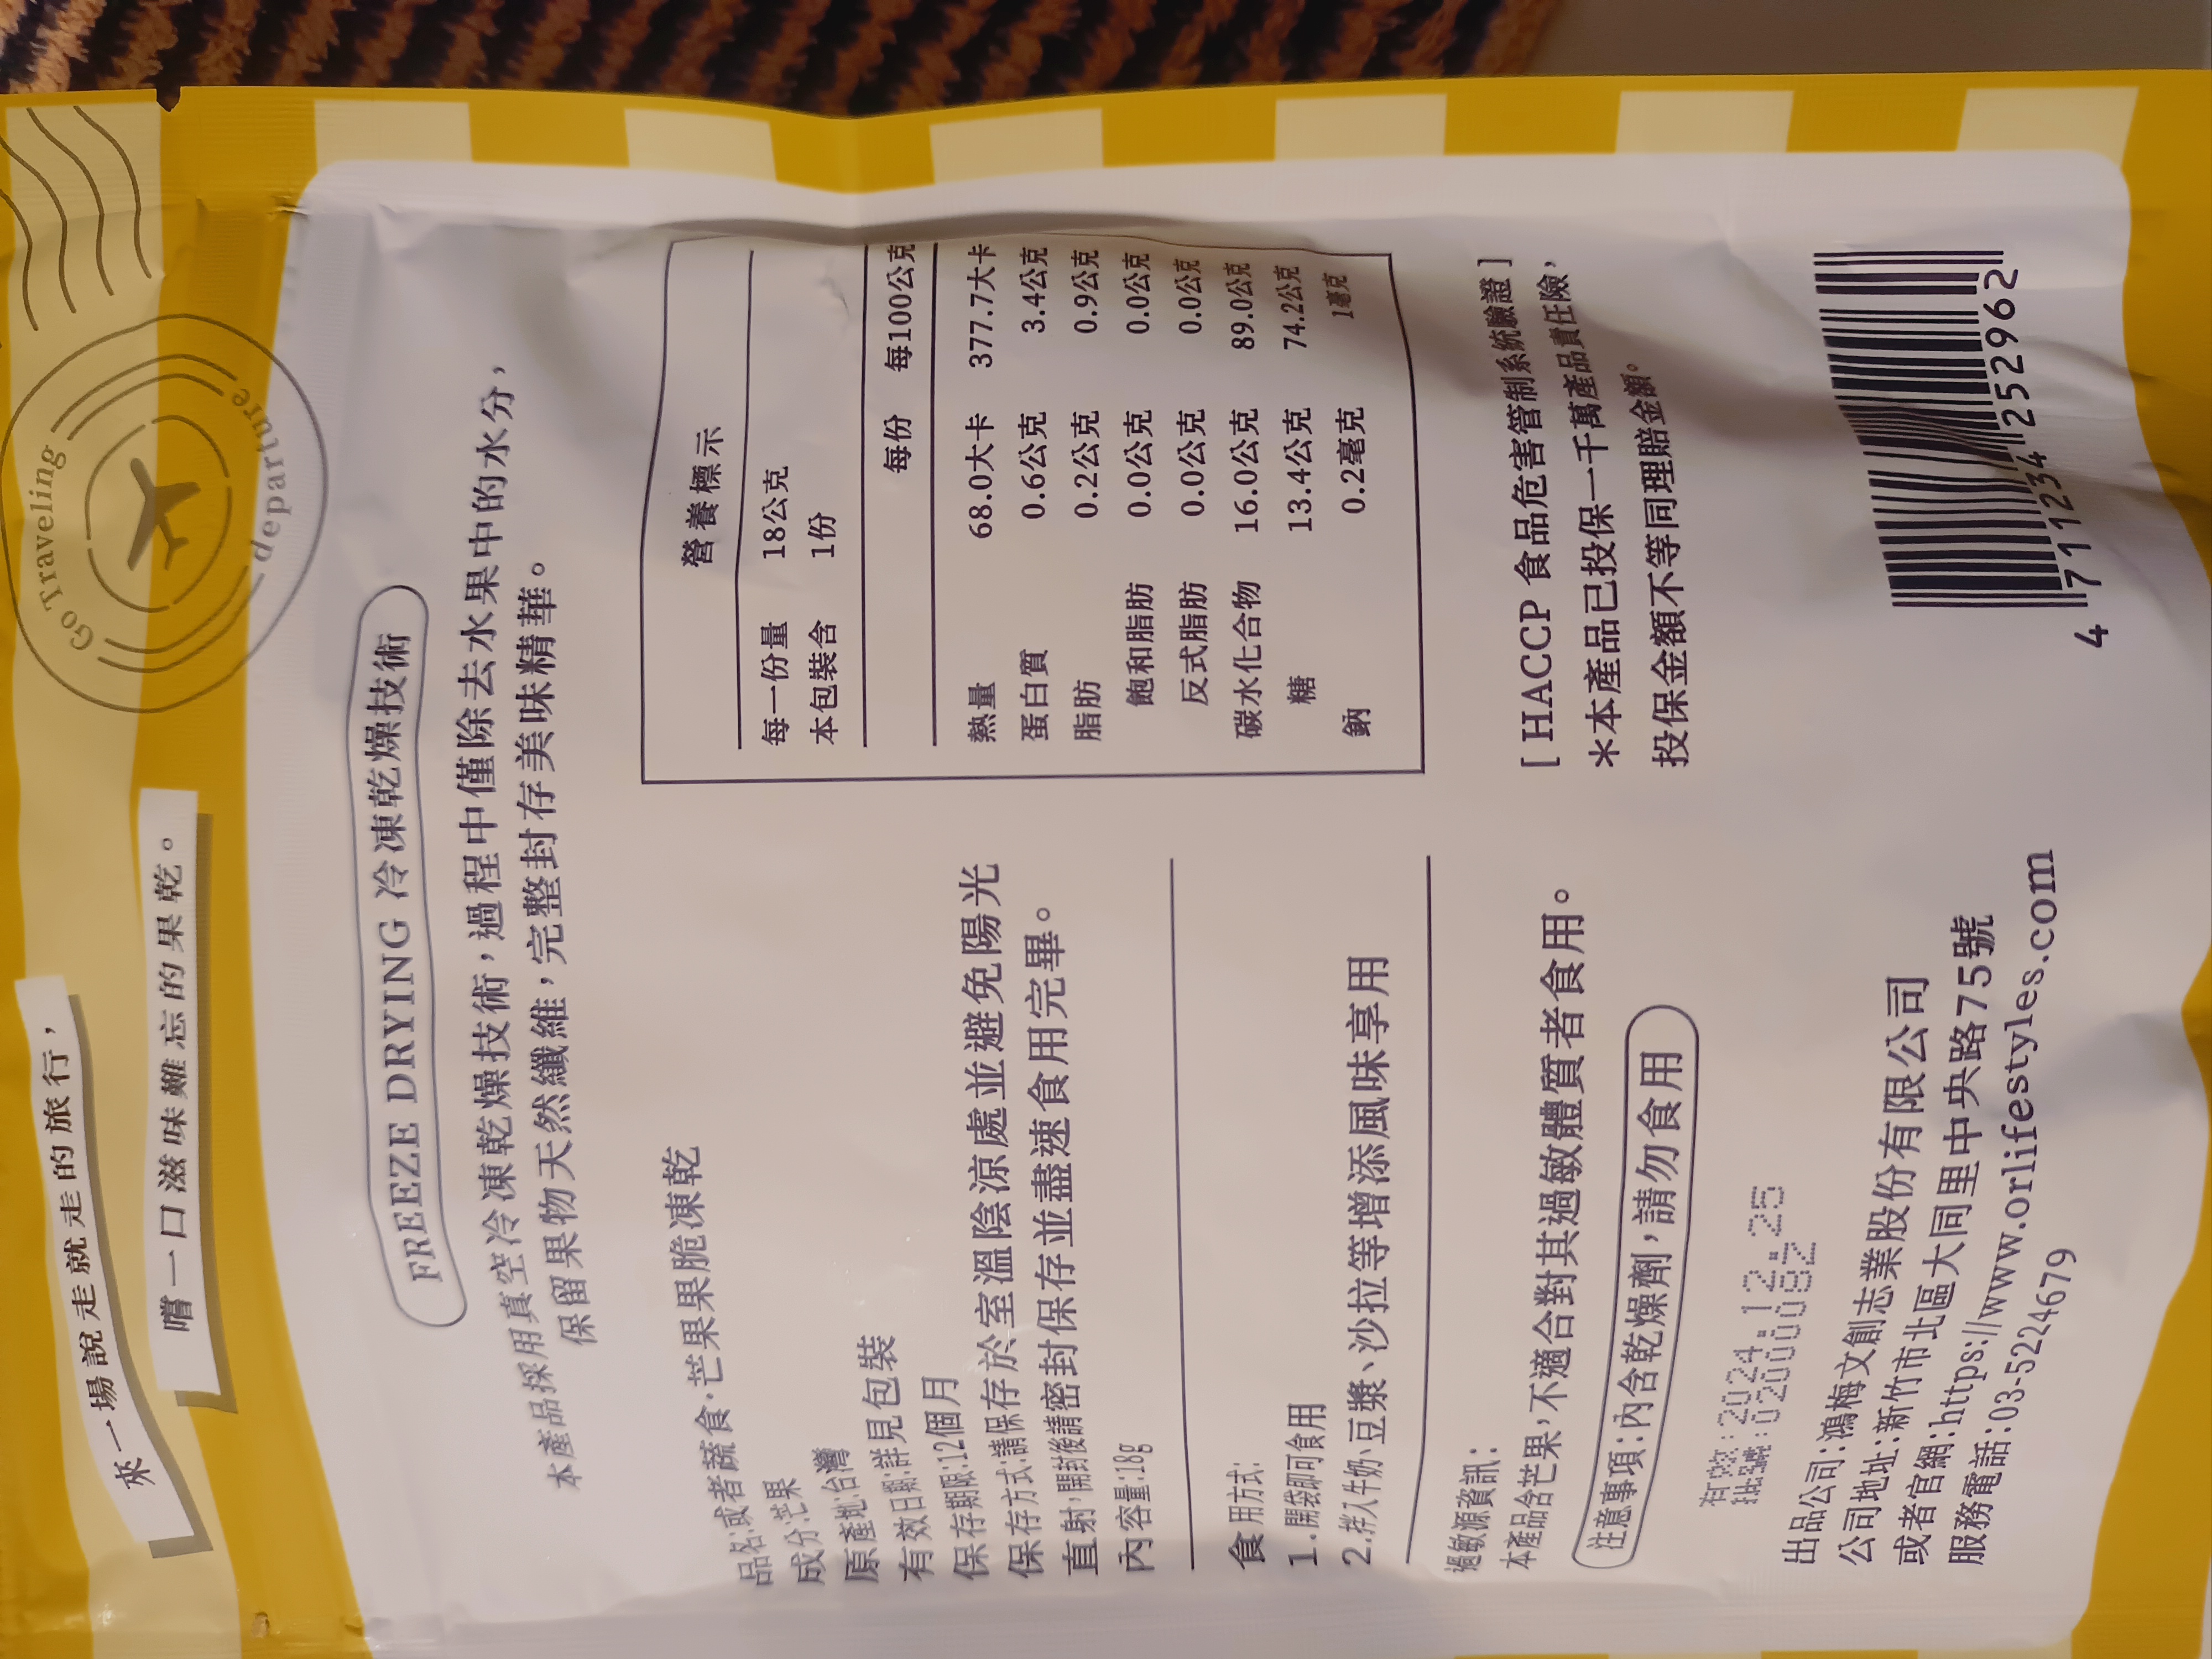 來一場說走就走的旅行，
嚐一口滋味難忘的果乾。
Go Traveling
departure
FREEZE DRYING 冷凍乾燥技術
本產品採用真空冷凍乾燥技術，過程中僅除去水果中的水分，
保留果物天然纖維，完整封存美味精華。
品名:或者蔬食·芒果果脆凍乾
成分:芒果
原產地:台灣
有效日期:詳見包裝
保存期限:12個月
保存方式:請保存於室溫陰涼處並避免陽光
直射，開封後請密封保存並盡速食用完畢。
內容量:18g
食用方式:
1.開袋即可食用
2.拌入牛奶、豆漿、沙拉等增添風味享用
過敏源資訊：
本產品含芒果，不適合對其過敏體質者食用。
注意事項：內含乾燥劑，請勿食用
營養標示
每一份量 18公克
本包裝含 1份
每份 每100公克
熱量 68.0大卡 377.7大卡
蛋白質 0.6公克 3.4公克
脂肪 0.2公克 0.9公克
飽和脂肪 0.0公克 0.0公克
反式脂肪 0.0公克 0.0公克
碳水化合物 16.0公克 89.0公克
糖 13.4公克 74.2公克
鈉 0.2毫克 1毫克
[ HACCP 食品危害管制系統驗證 ]
＊本產品已投保一千萬產品責任險，
投保金額不等同理賠金額。
有效:2024.12.25
批號:02000082
出品公司：鴻梅文創志業股份有限公司
公司地址：新竹市北區大同里中央路75號
或者官網：https://www.orlifestyles.com
服務電話：03-5224679
4 711234 252962